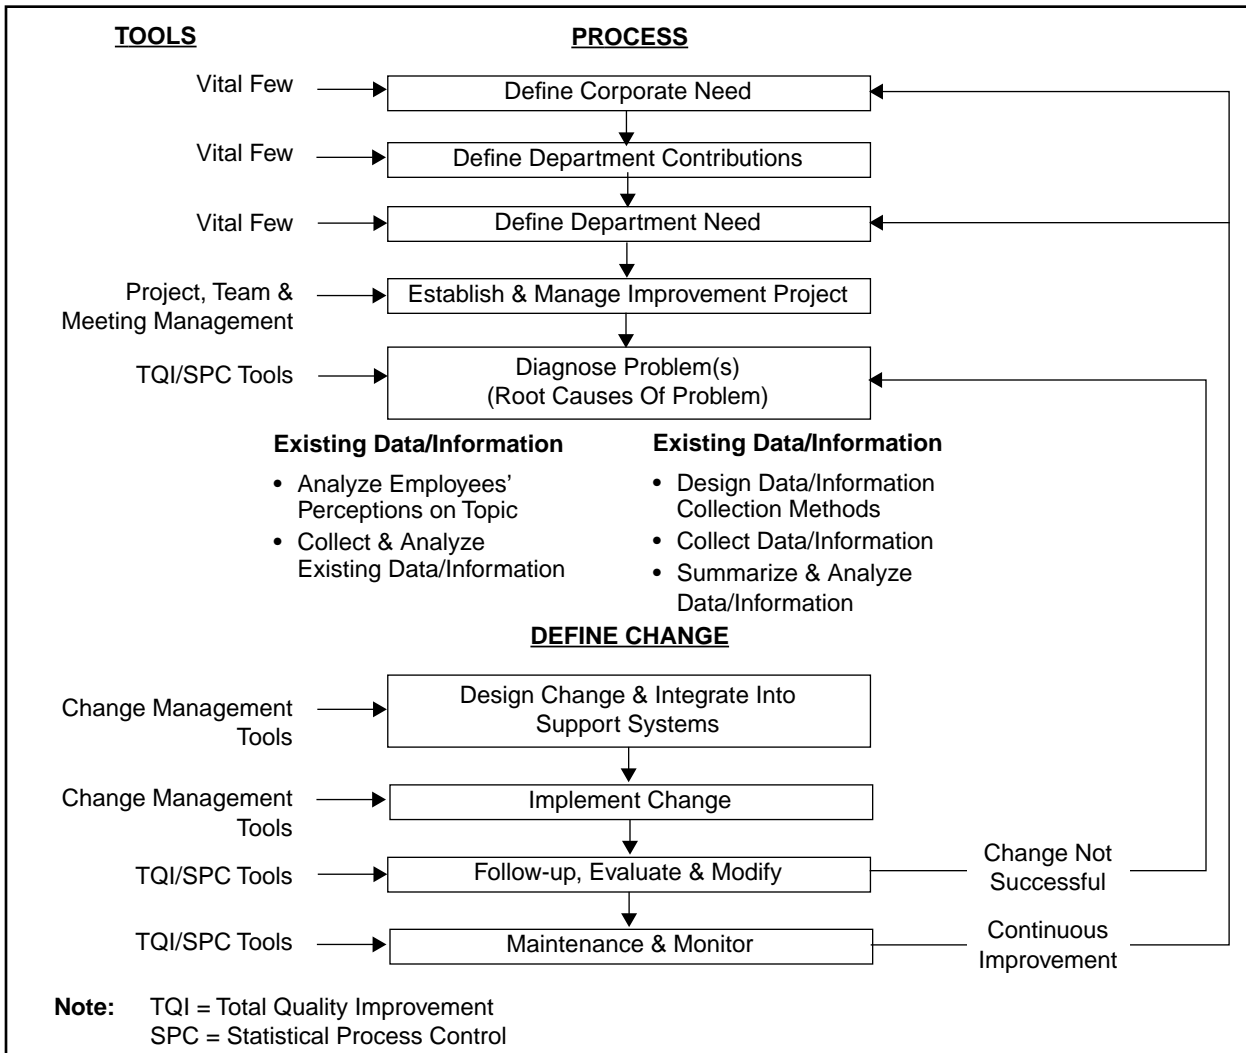 TOOLS
PROCESS
Vital Few
Define Corporate Need
Vital Few
Define Department Contributions
Vital Few
Define Department Need
Project, Team &
Meeting Management
Establish & Manage Improvement Project
TQI/SPC Tools
Diagnose Problem(s)
(Root Causes Of Problem)
Existing Data/Information
• Analyze Employees’
Perceptions on Topic
• Collect & Analyze
Existing Data/Information
Existing Data/Information
• Design Data/Information
Collection Methods
• Collect Data/Information
• Summarize & Analyze
Data/Information
DEFINE CHANGE
Change Management
Tools
Design Change & Integrate Into
Support Systems
Change Management
Tools
Implement Change
TQI/SPC Tools
Follow-up, Evaluate & Modify
Change Not
Successful
TQI/SPC Tools
Maintenance & Monitor
Continuous
Improvement
Note: TQI = Total Quality Improvement
SPC = Statistical Process Control